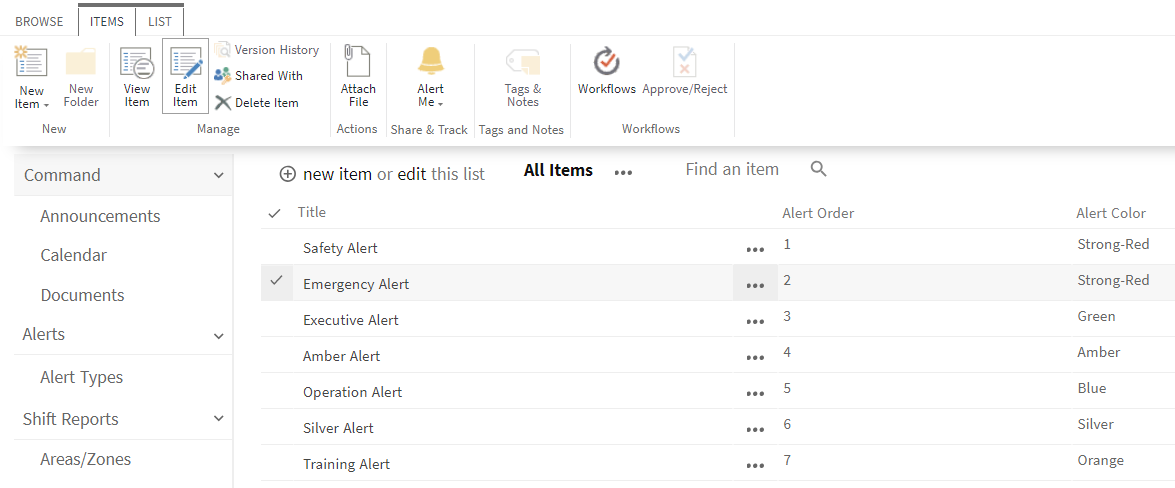 BROWSE ITEMS LIST
New Item
New Folder
View Item
Edit Item
Version History
Shared With
Delete Item
Attach File
Alert Me
Tags & Notes
Workflows
Approve/Reject
New
Manage
Actions
Share & Track
Tags and Notes
Workflows
Command
Announcements
Calendar
Documents
Alerts
Alert Types
Shift Reports
Areas/Zones
new item or edit this list
All Items
Find an item
Title Alert Order Alert Color
Safety Alert 1 Strong-Red
Emergency Alert 2 Strong-Red
Executive Alert 3 Green
Amber Alert 4 Amber
Operation Alert 5 Blue
Silver Alert 6 Silver
Training Alert 7 Orange